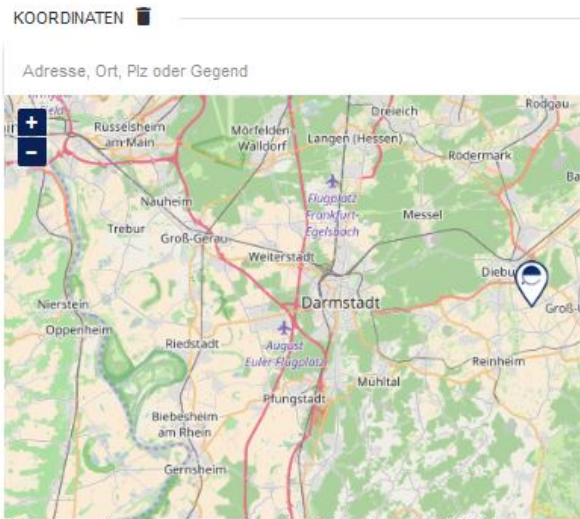 KOORDINATEN
Adresse, Ort, Plz oder Gegend
Rodgau
Dreieich
Rüsselsheim
am-Main
Mörfelden
Walldorf
Langen (Hessen)
Rödermark
+
−
Nauheim
Flugplatz
Frankfurt-
Egelsbach
Messel
Trebur
Groß-Gerau
Weiterstadt
Diebu
Nierstein
Darmstadt
Groß-
Oppenheim
Riedstadt
August
Euler-Flugplatz
Reinheim
Mühltal
Pfungstadt
Biebesheim
am Rhein
Gernsheim